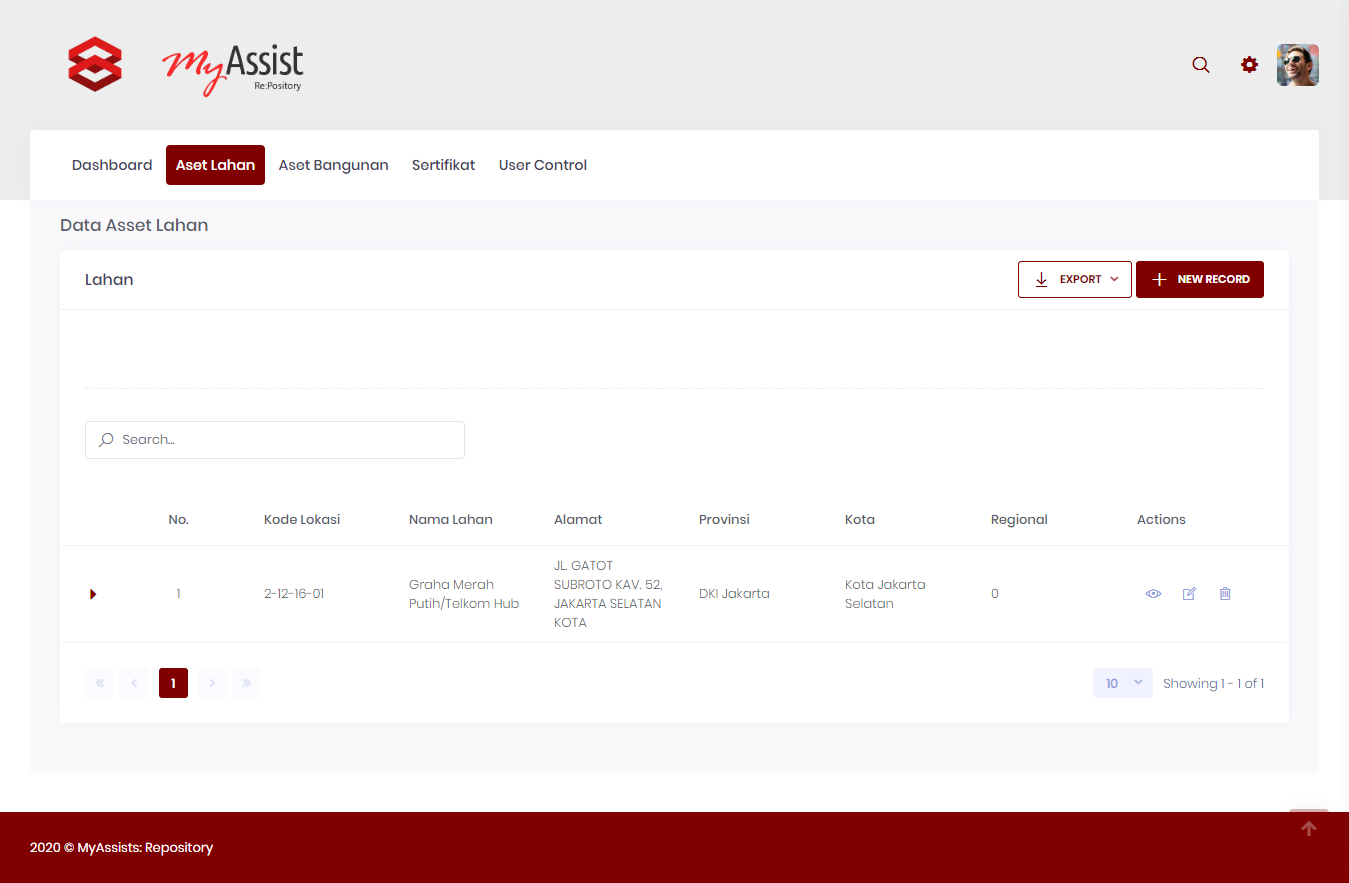 MyAssist
Re:Pository
Dashboard Aset Lahan Aset Bangunan Sertifikat User Control
Data Asset Lahan
Lahan EXPORT NEW RECORD
Search...
No. Kode Lokasi Nama Lahan Alamat Provinsi Kota Regional Actions
1 2-12-16-01 Graha Merah Putih/Telkom Hub JL. GATOT SUBROTO KAV. 52, JAKARTA SELATAN KOTA DKI Jakarta Kota Jakarta Selatan 0
« ‹ 1 › » 10 Showing 1 - 1 of 1
2020 © MyAssists: Repository